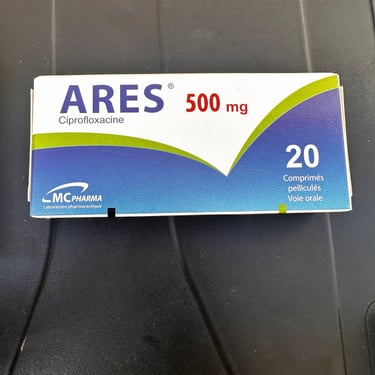 ARES® 500 mg
Ciprofloxacine
20
Comprimés
pelliculés
Voie orale
MC PHARMA
Laboratoire pharmaceutique